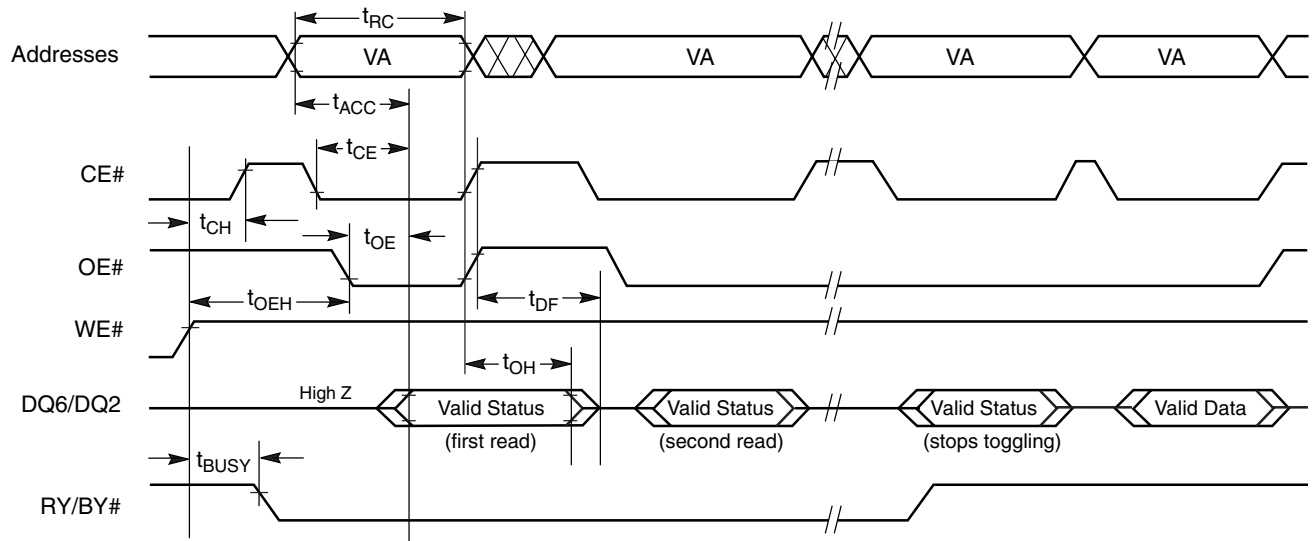 tRC
Addresses VA VA VA VA
tACC
tCE
CE#
tCH
tOE
OE#
tOEH
tDF
WE#
tOH
DQ6/DQ2 High Z Valid Status Valid Status Valid Status Valid Data
(first read) (second read) (stops toggling)
tBUSY
RY/BY#